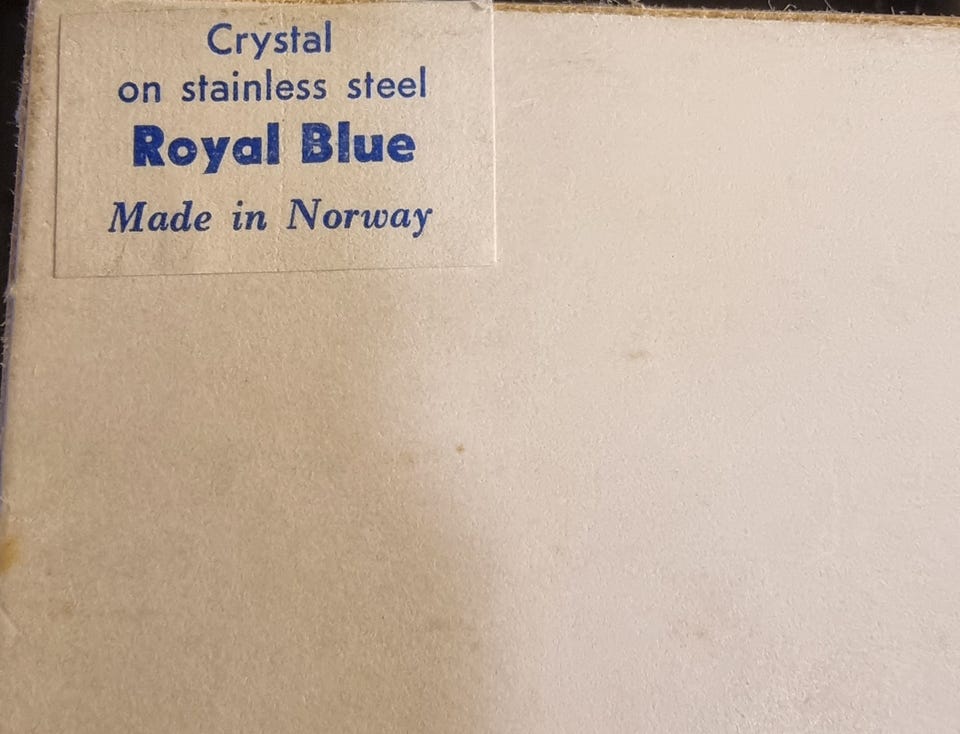 Crystal
on stainless steel
Royal Blue
Made in Norway